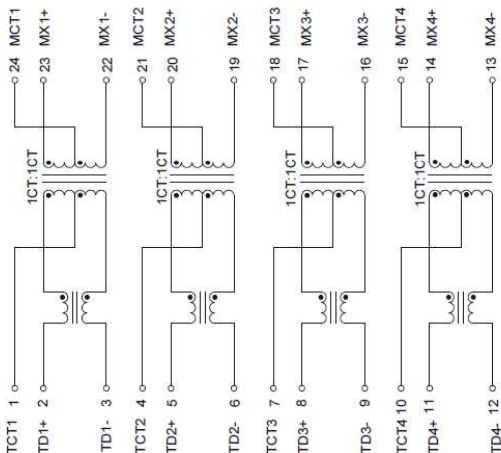 24 MCT1
23 MX1+
22 MX1-
21 MCT2
20 MX2+
19 MX2-
18 MCT3
17 MX3+
16 MX3-
15 MCT4
14 MX4+
13 MX4-
1CT:1CT
1CT:1CT
1CT:1CT
1CT:1CT
TCT1 1
TD1+ 2
TD1- 3
TCT2 4
TD2+ 5
TD2- 6
TCT3 7
TD3+ 8
TD3- 9
TCT4 10
TD4+ 11
TD4- 12